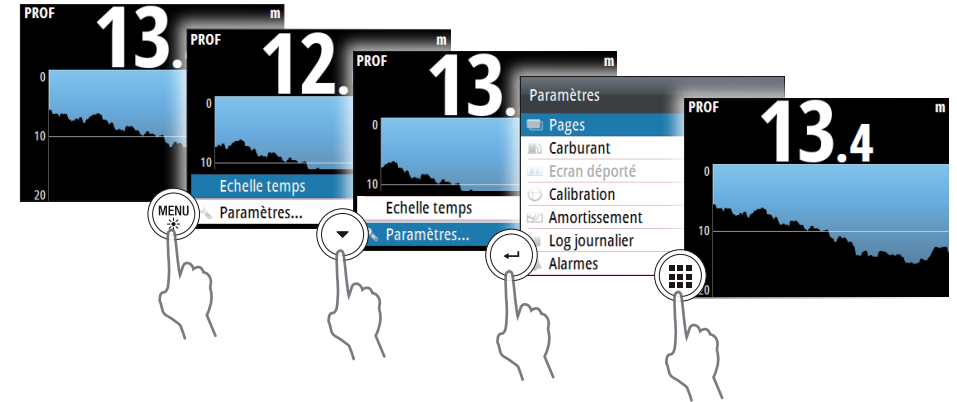 PROF m
13.
0
10
20
MENU
PROF m
12.
0
10
Echelle temps
Paramètres...
PROF m
13.
0
10
Echelle temps
Paramètres...
Paramètres
Pages
Carburant
Ecran déporté
Calibration
Amortissement
Log journalier
Alarmes
PROF m
13.4
0
10
20